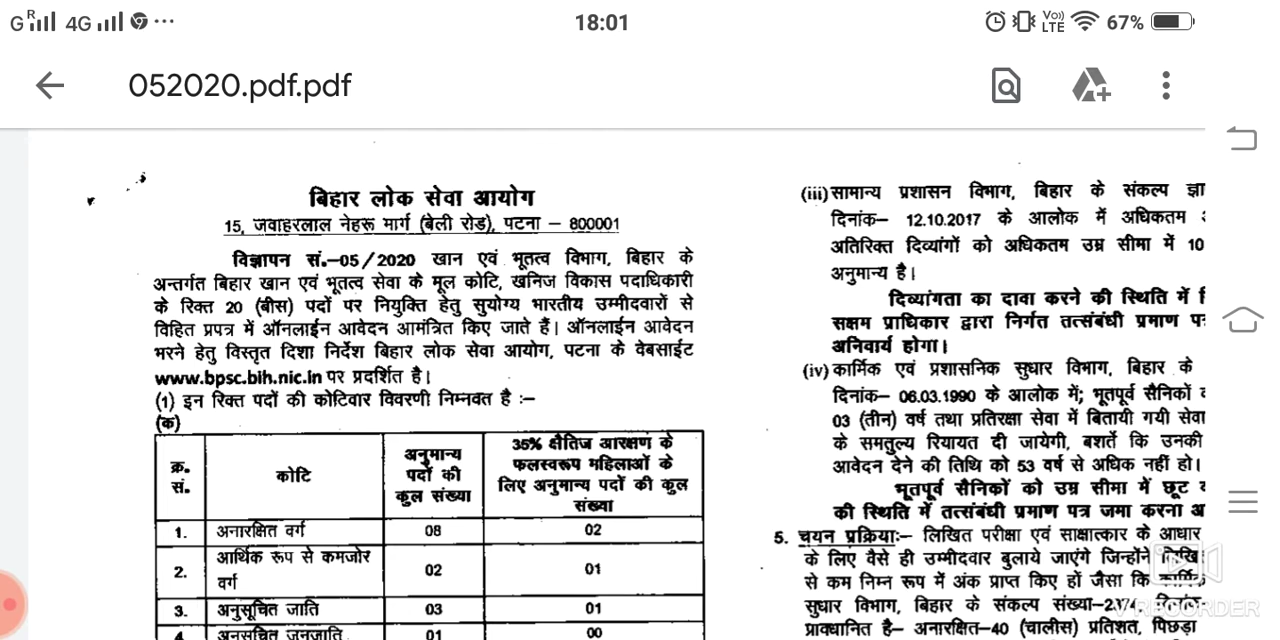 G R 4G ... 18:01 Vo)) LTE 67%
052020.pdf.pdf
बिहार लोक सेवा आयोग
15, जवाहरलाल नेहरू मार्ग (बेली रोड), पटना – 800001
विज्ञापन सं.–05/2020 खान एवं भूतत्व विभाग, बिहार के
अन्तर्गत बिहार खान एवं भूतत्व सेवा के मूल कोटि, खनिज विकास पदाधिकारी
के रिक्त 20 (बीस) पदों पर नियुक्ति हेतु सुयोग्य भारतीय उम्मीदवारों से
विहित प्रपत्र में ऑनलाईन आवेदन आमंत्रित किए जाते हैं। ऑनलाईन आवेदन
भरने हेतु विस्तृत दिशा निर्देश बिहार लोक सेवा आयोग, पटना के वेबसाईट
www.bpsc.bih.nic.in पर प्रदर्शित है।
(1) इन रिक्त पदों की कोटिवार विवरणी निम्नवत है :–
(क)
क्र. सं. कोटि अनुमान्य पदों की कुल संख्या 35% क्षैतिज आरक्षण के फलस्वरूप महिलाओं के लिए अनुमान्य पदों की कुल संख्या
1. अनारक्षित वर्ग 08 02
2. आर्थिक रूप से कमजोर वर्ग 02 01
3. अनुसूचित जाति 03 01
4. अनुसूचित जनजाति 01 00
(iii) सामान्य प्रशासन विभाग, बिहार के संकल्प ज्ञा
दिनांक– 12.10.2017 के आलोक में अधिकतम
अतिरिक्त दिव्यांगों को अधिकतम उम्र सीमा में 10
अनुमान्य है।
दिव्यांगता का दावा करने की स्थिति में
सक्षम प्राधिकार द्वारा निर्गत तत्संबंधी प्रमाण प
अनिवार्य होगा।
(iv) कार्मिक एवं प्रशासनिक सुधार विभाग, बिहार के
दिनांक– 06.03.1990 के आलोक में; भूतपूर्व सैनिकों
03 (तीन) वर्ष तथा प्रतिरक्षा सेवा में बितायी गयी सेवा
के समतुल्य रियायत दी जायेगी, बशर्ते कि उनकी
आवेदन देने की तिथि को 53 वर्ष से अधिक नहीं हो।
भूतपूर्व सैनिकों को उम्र सीमा में छूट
की स्थिति में तत्संबंधी प्रमाण पत्र जमा करना अ
5. चयन प्रक्रियाः– लिखित परीक्षा एवं साक्षात्कार के आधार
के लिए वैसे ही उम्मीदवार बुलाये जाएंगे जिन्होंने लिखि
से कम निम्न रूप में अंक प्राप्त किए हों जैसा कि कार्मिक
सुधार विभाग, बिहार के संकल्प संख्या–2374, दिनांक–
प्रावधानित है– अनारक्षित–40 (चालीस) प्रतिशत, पिछड़ा
RECORDER